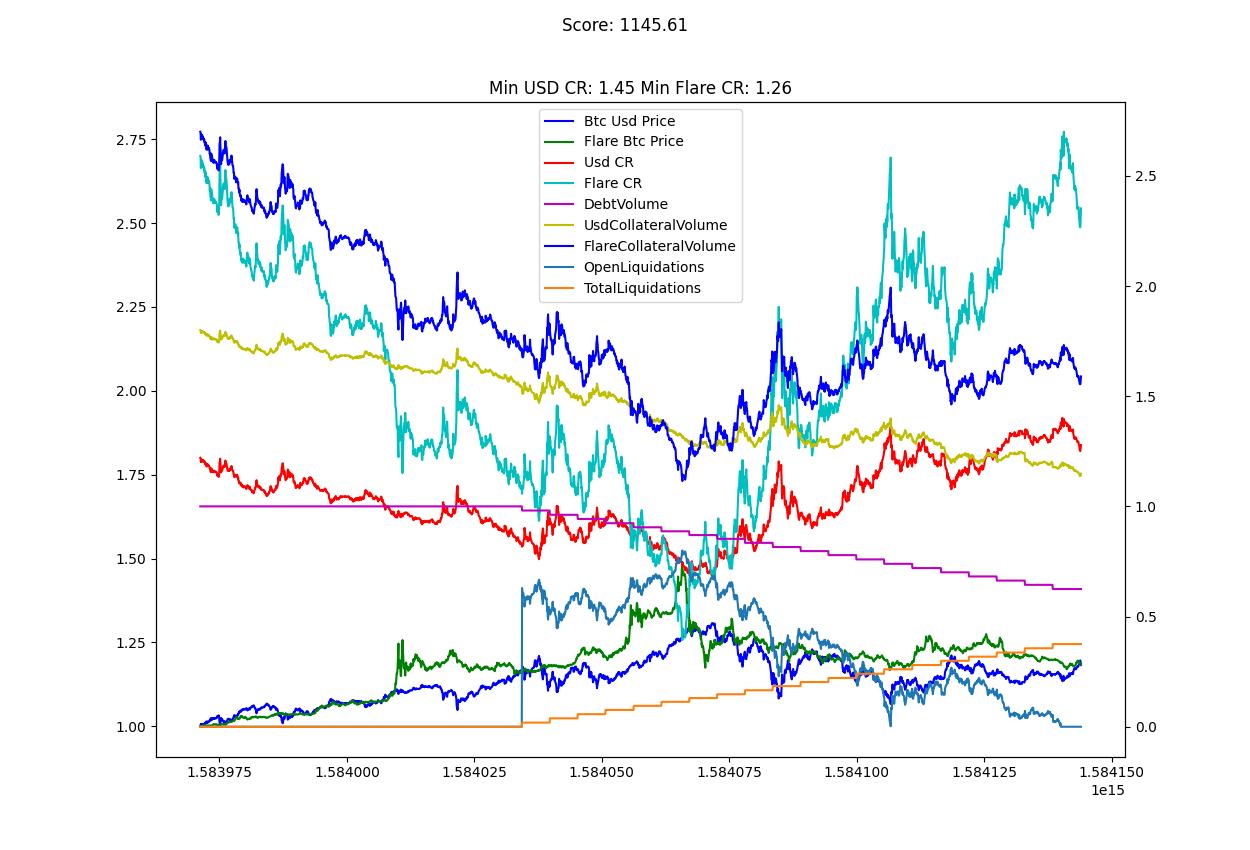 Score: 1145.61
Min USD CR: 1.45 Min Flare CR: 1.26
Btc Usd Price
Flare Btc Price
Usd CR
Flare CR
DebtVolume
UsdCollateralVolume
FlareCollateralVolume
OpenLiquidations
TotalLiquidations
2.75
2.50
2.25
2.00
1.75
1.50
1.25
1.00
2.5
2.0
1.5
1.0
0.5
0.0
1.583975 1.584000 1.584025 1.584050 1.584075 1.584100 1.584125 1.584150
1e15